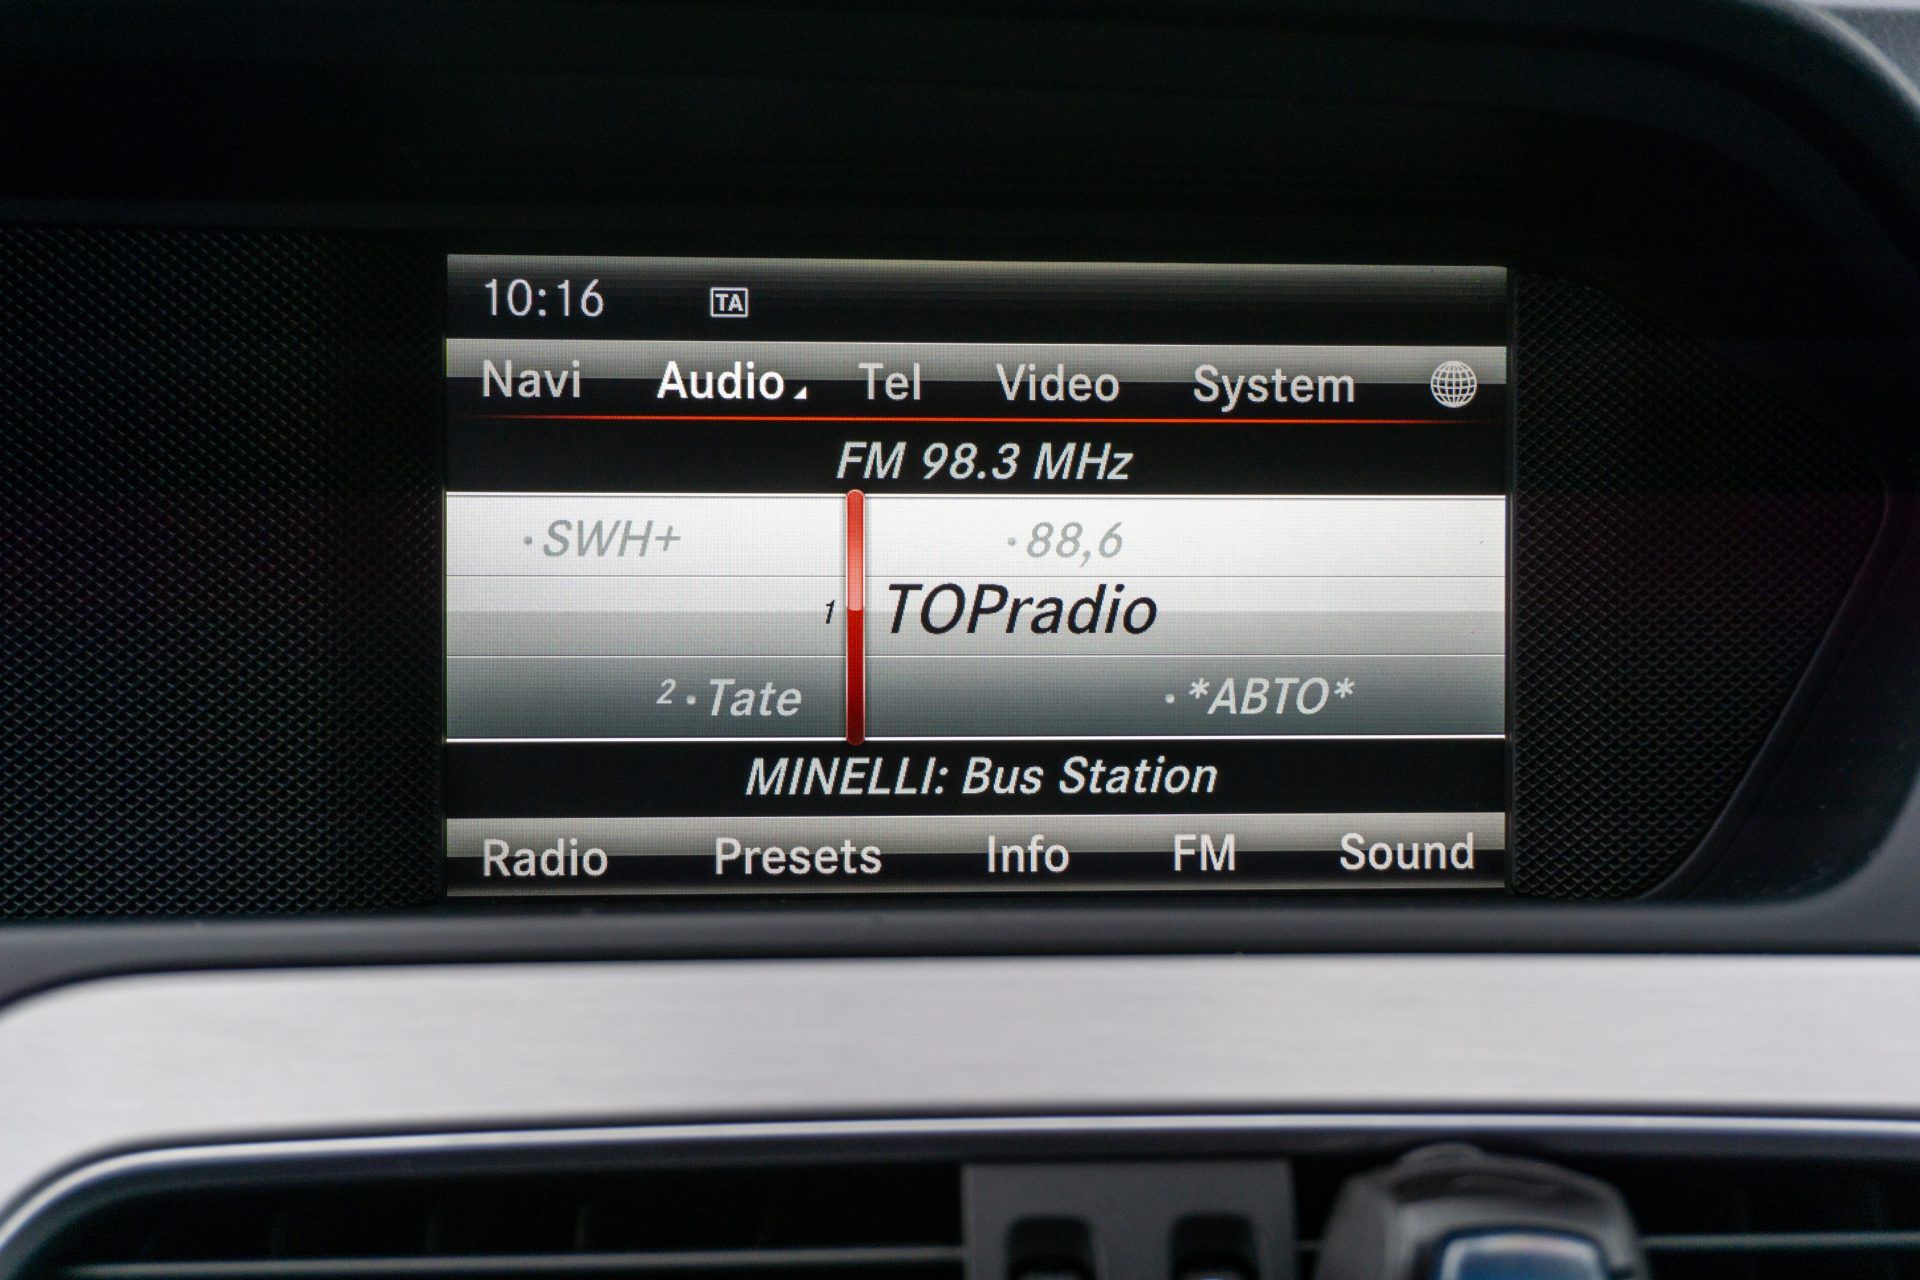 10:16 TA
Navi Audio Tel Video System
FM 98.3 MHz
·SWH+ ·88,6
1 TOPradio
2 ·Tate ·*ABTO*
MINELLI: Bus Station
Radio Presets Info FM Sound